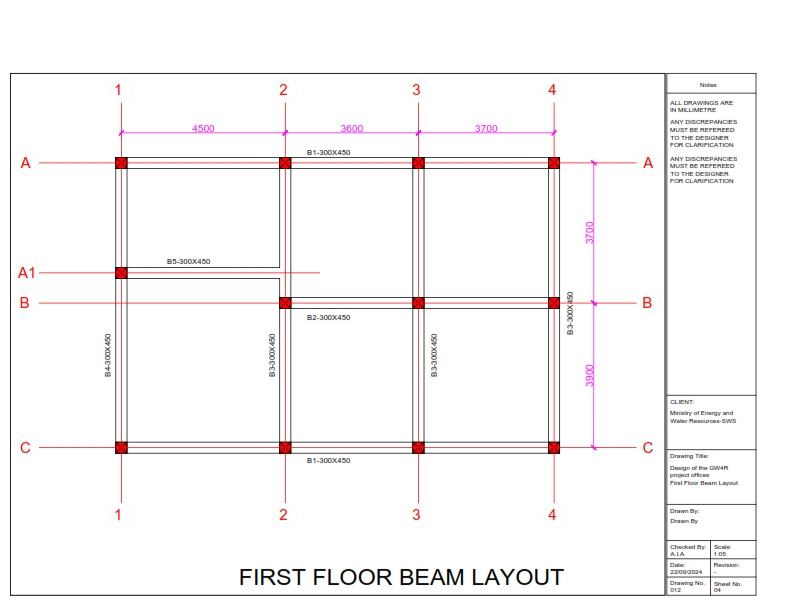 1 2 3 4
Notes
ALL DRAWINGS ARE
IN MILLIMETRE
ANY DISCREPANCIES
MUST BE REFEREED
TO THE DESIGNER
FOR CLARIFICATION
ANY DISCREPANCIES
MUST BE REFEREED
TO THE DESIGNER
FOR CLARIFICATION
4500 3600 3700
B1-300X450
A A
3700
B5-300X450
A1
B B
B2-300X450
B3-300X450
B4-300X450
B3-300X450
B3-300X450
3900
C C
B1-300X450
1 2 3 4
FIRST FLOOR BEAM LAYOUT
CLIENT:
Ministry of Energy and
Water Resources-SWS
Drawing Title:
Design of the GW4R
project offices
First Floor Beam Layout
Drawn By:
Drawn By
Checked By: Scale:
A.I.A 1:05
Date: Revision:
22/09/2024 -
Drawing No. Sheet No.
012 04